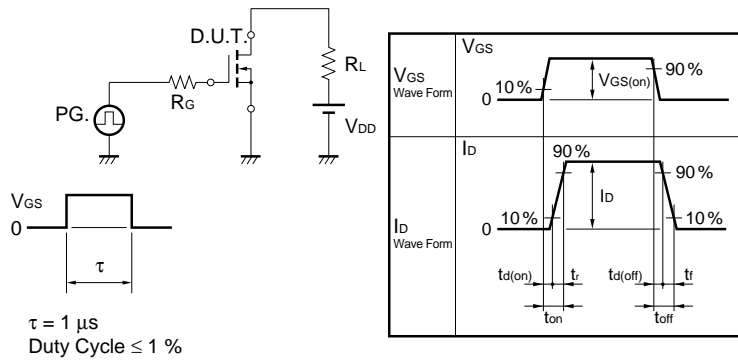 D.U.T.
RL
RG
PG.
VDD
VGS
0
τ
τ = 1 μs
Duty Cycle ≤ 1 %
VGS
Wave Form
VGS
10 %
VGS(on)
90 %
0
ID
Wave Form
ID
90 %
90 %
ID
10 %
10 %
0
td(on)
tr
td(off)
tf
ton
toff